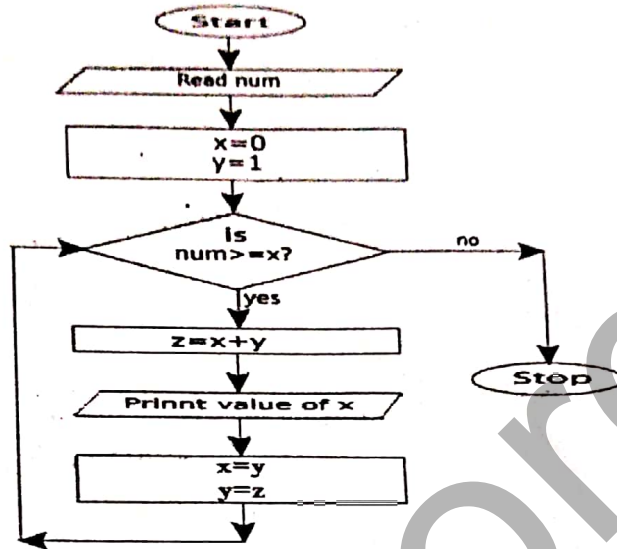 Start
Read num
x=0
y=1
is
num>=x?
no
yes
z=x+y
Stop
Prinnt value of x
x=y
y=z